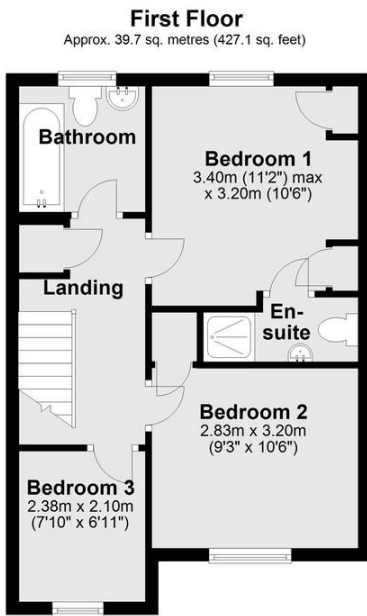 First Floor
Approx. 39.7 sq. metres (427.1 sq. feet)
Bathroom
Bedroom 1
3.40m (11'2") max
x 3.20m (10'6")
Landing
En-
suite
Bedroom 2
2.83m x 3.20m
(9'3" x 10'6")
Bedroom 3
2.38m x 2.10m
(7'10" x 6'11")